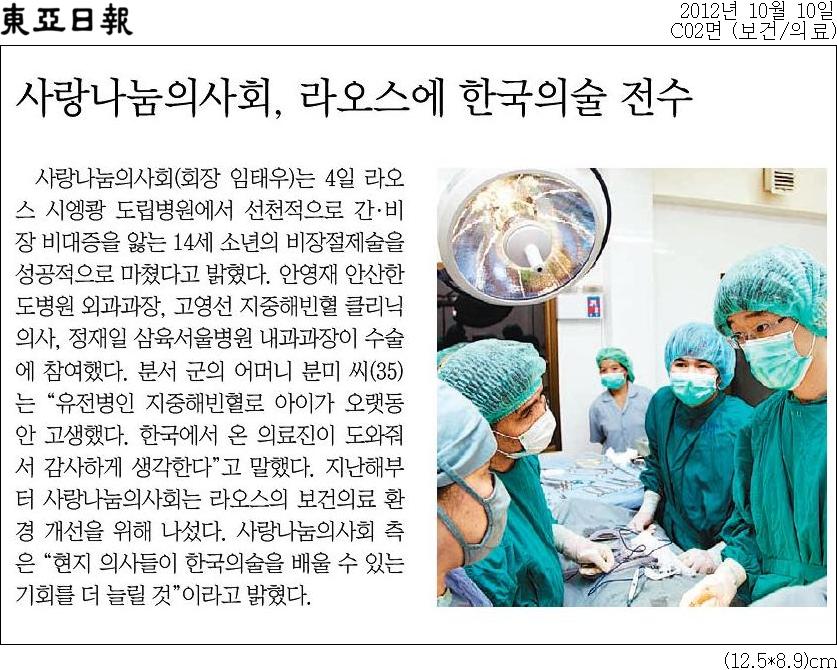 東亞日報
2012년 10월 10일
C02면 (보건/의료)
사랑나눔의사회, 라오스에 한국의술 전수
사랑나눔의사회(회장 임태우)는 4일 라오
스 시엥쾅 도립병원에서 선천적으로 간·비
장 비대증을 앓는 14세 소년의 비장절제술을
성공적으로 마쳤다고 밝혔다. 안영재 안산한
도병원 외과과장, 고영선 지중해빈혈 클리닉
의사, 정재일 삼육서울병원 내과과장이 수술
에 참여했다. 분서 군의 어머니 분미 씨(35)
는 “유전병인 지중해빈혈로 아이가 오랫동
안 고생했다. 한국에서 온 의료진이 도와줘
서 감사하게 생각한다”고 말했다. 지난해부
터 사랑나눔의사회는 라오스의 보건의료 환
경 개선을 위해 나섰다. 사랑나눔의사회 측
은 “현지 의사들이 한국의술을 배울 수 있는
기회를 더 늘릴 것”이라고 밝혔다.
(12.5*8.9)cm